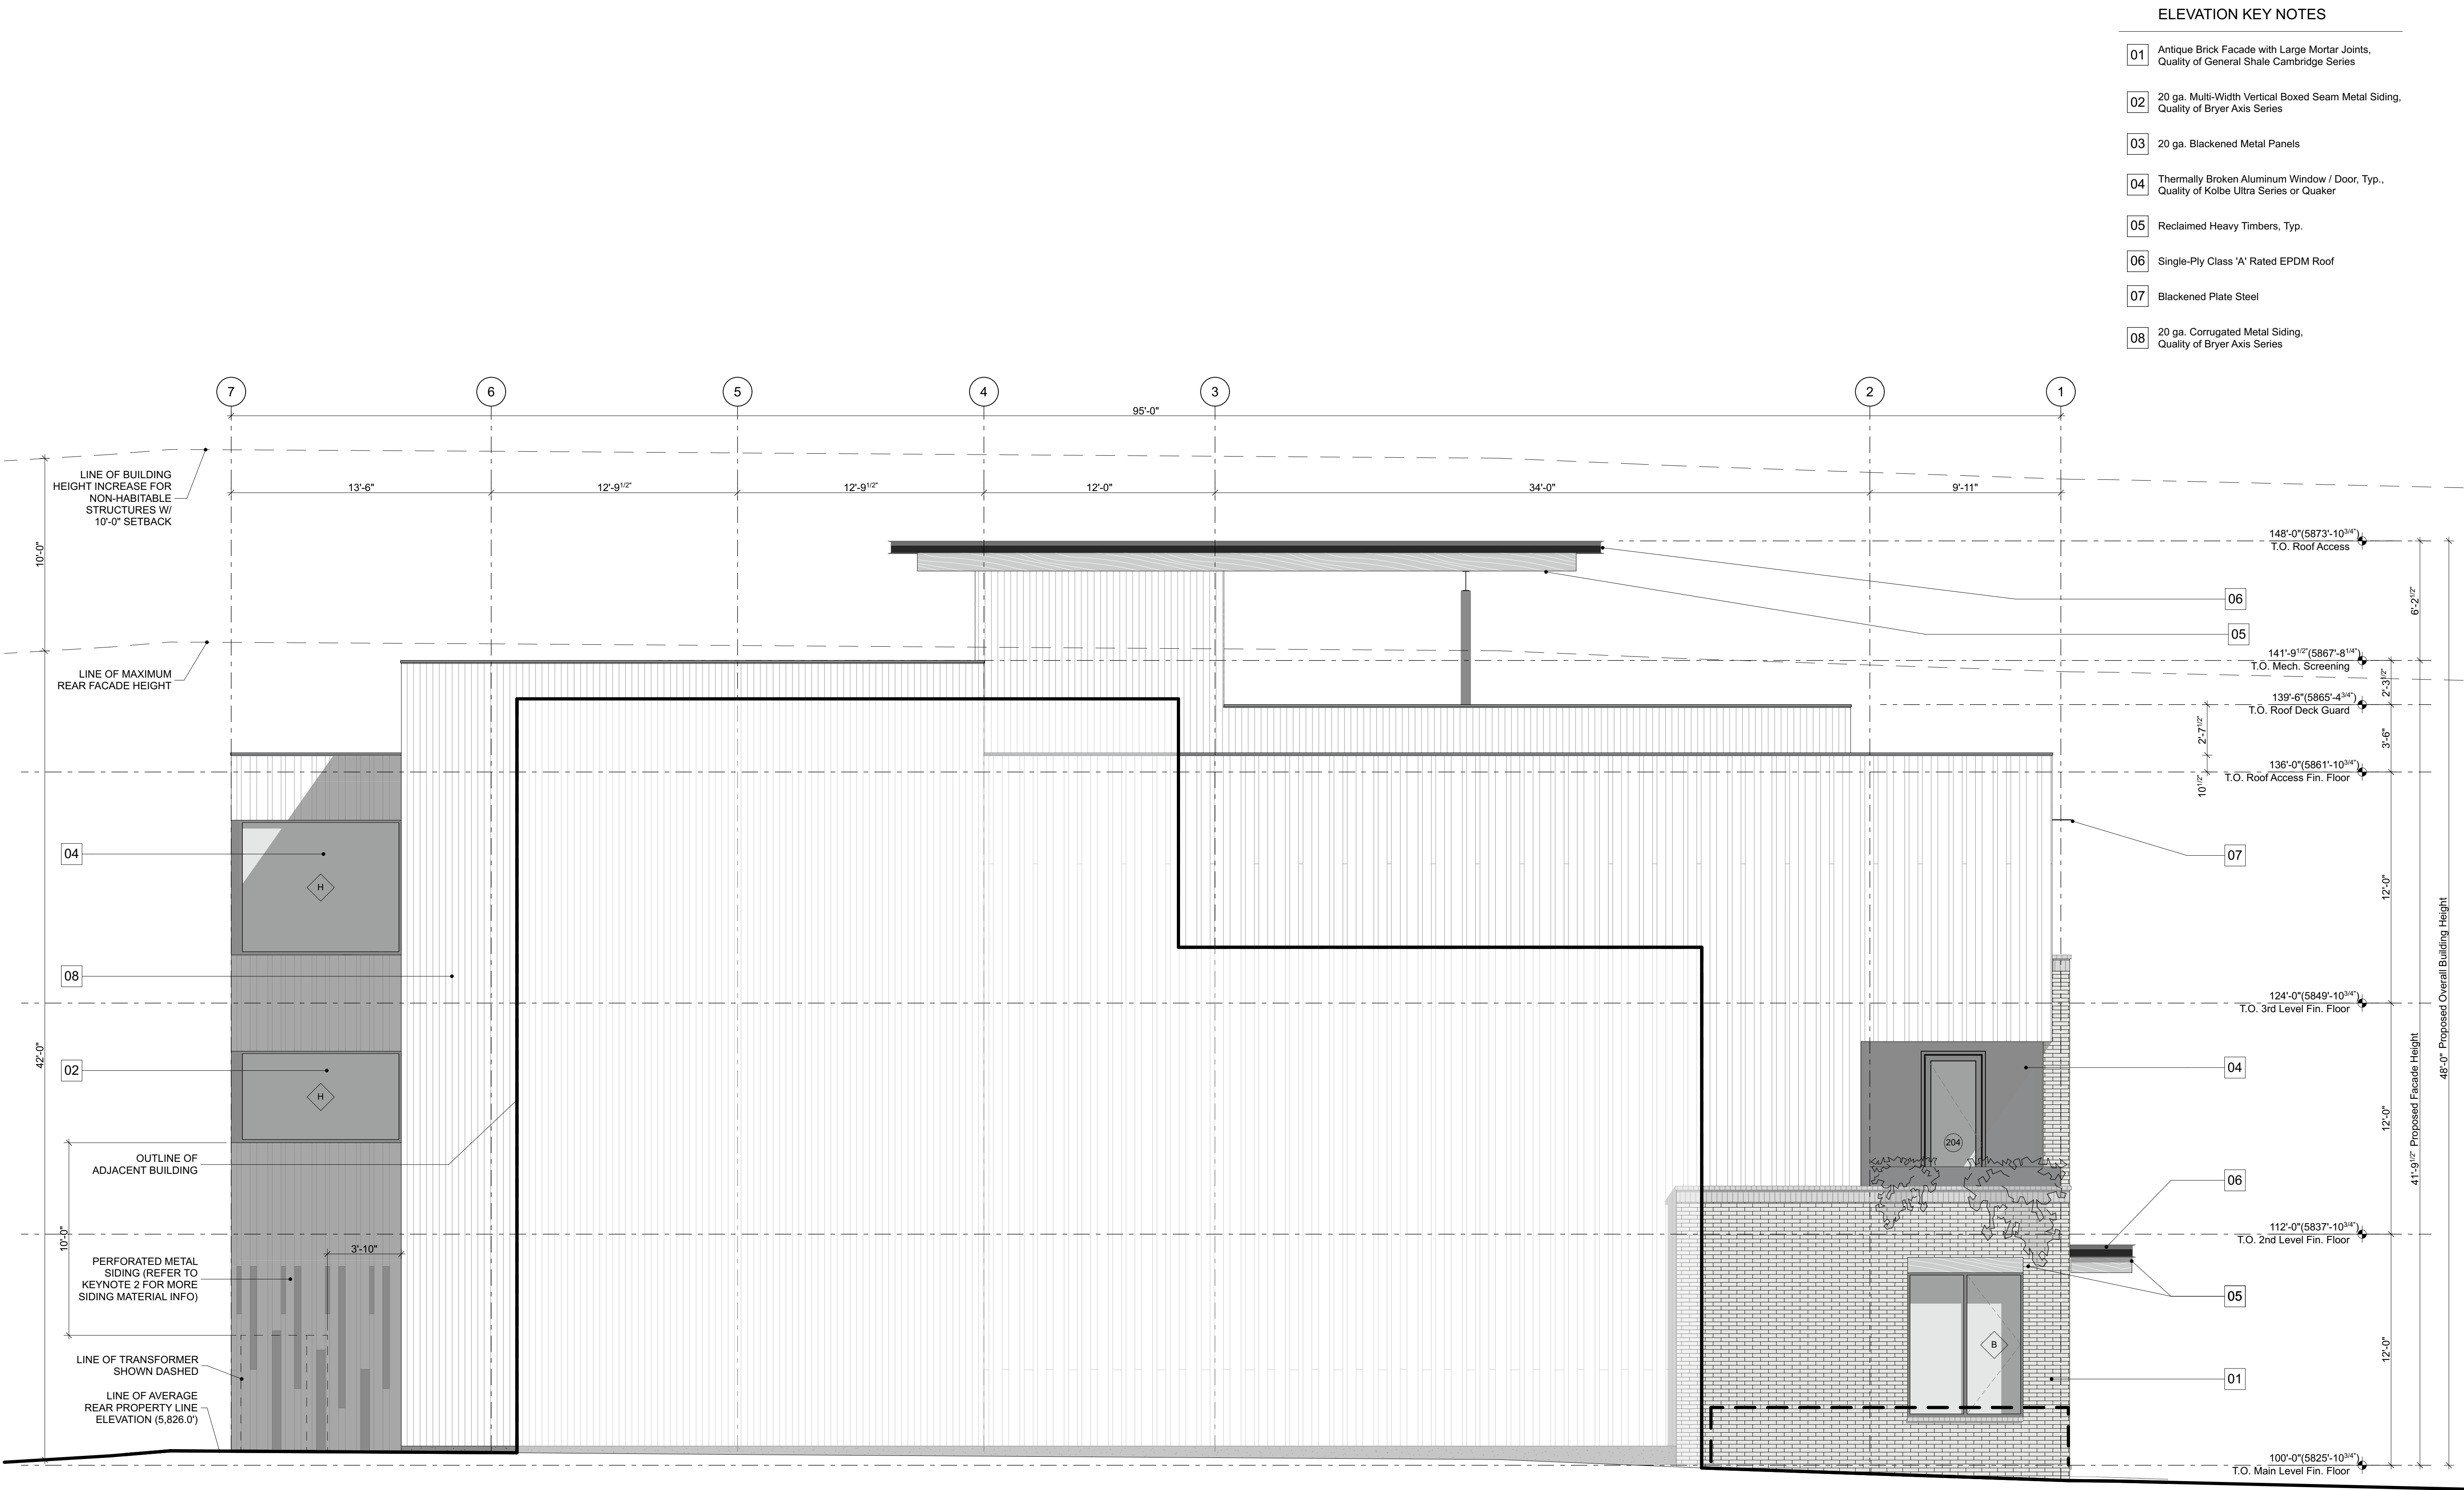 ELEVATION KEY NOTES
01
Antique Brick Facade with Large Mortar Joints,
Quality of General Shale Cambridge Series
02
20 ga. Multi-Width Vertical Boxed Seam Metal Siding,
Quality of Bryer Axis Series
03
20 ga. Blackened Metal Panels
04
Thermally Broken Aluminum Window / Door, Typ.,
Quality of Kolbe Ultra Series or Quaker
05
Reclaimed Heavy Timbers, Typ.
06
Single-Ply Class 'A' Rated EPDM Roof
07
Blackened Plate Steel
08
20 ga. Corrugated Metal Siding,
Quality of Bryer Axis Series
7
6
5
4
3
2
1
95'-0"
13'-6"
12'-9 1/2"
12'-9 1/2"
12'-0"
34'-0"
9'-11"
LINE OF BUILDING
HEIGHT INCREASE FOR
NON-HABITABLE
STRUCTURES W/
10'-0" SETBACK
10'-0"
LINE OF MAXIMUM
REAR FACADE HEIGHT
42'-0"
04
H
08
02
H
OUTLINE OF
ADJACENT BUILDING
10'-0"
3'-10"
PERFORATED METAL
SIDING (REFER TO
KEYNOTE 2 FOR MORE
SIDING MATERIAL INFO)
LINE OF TRANSFORMER
SHOWN DASHED
LINE OF AVERAGE
REAR PROPERTY LINE
ELEVATION (5,826.0')
148'-0"(5873'-10 3/4")
T.O. Roof Access
06
05
6'-2 1/2"
141'-9 1/2"(5867'-8 1/4")
T.O. Mech. Screening
2'-3 1/2"
139'-6"(5865'-4 3/4")
T.O. Roof Deck Guard
2'-7 1/2"
3'-6"
136'-0"(5861'-10 3/4")
T.O. Roof Access Fin. Floor
10 1/2"
07
12'-0"
124'-0"(5849'-10 3/4")
T.O. 3rd Level Fin. Floor
04
204
12'-0"
41'-9 1/2" Proposed Facade Height
48'-0" Proposed Overall Building Height
06
112'-0"(5837'-10 3/4")
T.O. 2nd Level Fin. Floor
05
B
12'-0"
01
100'-0"(5825'-10 3/4")
T.O. Main Level Fin. Floor